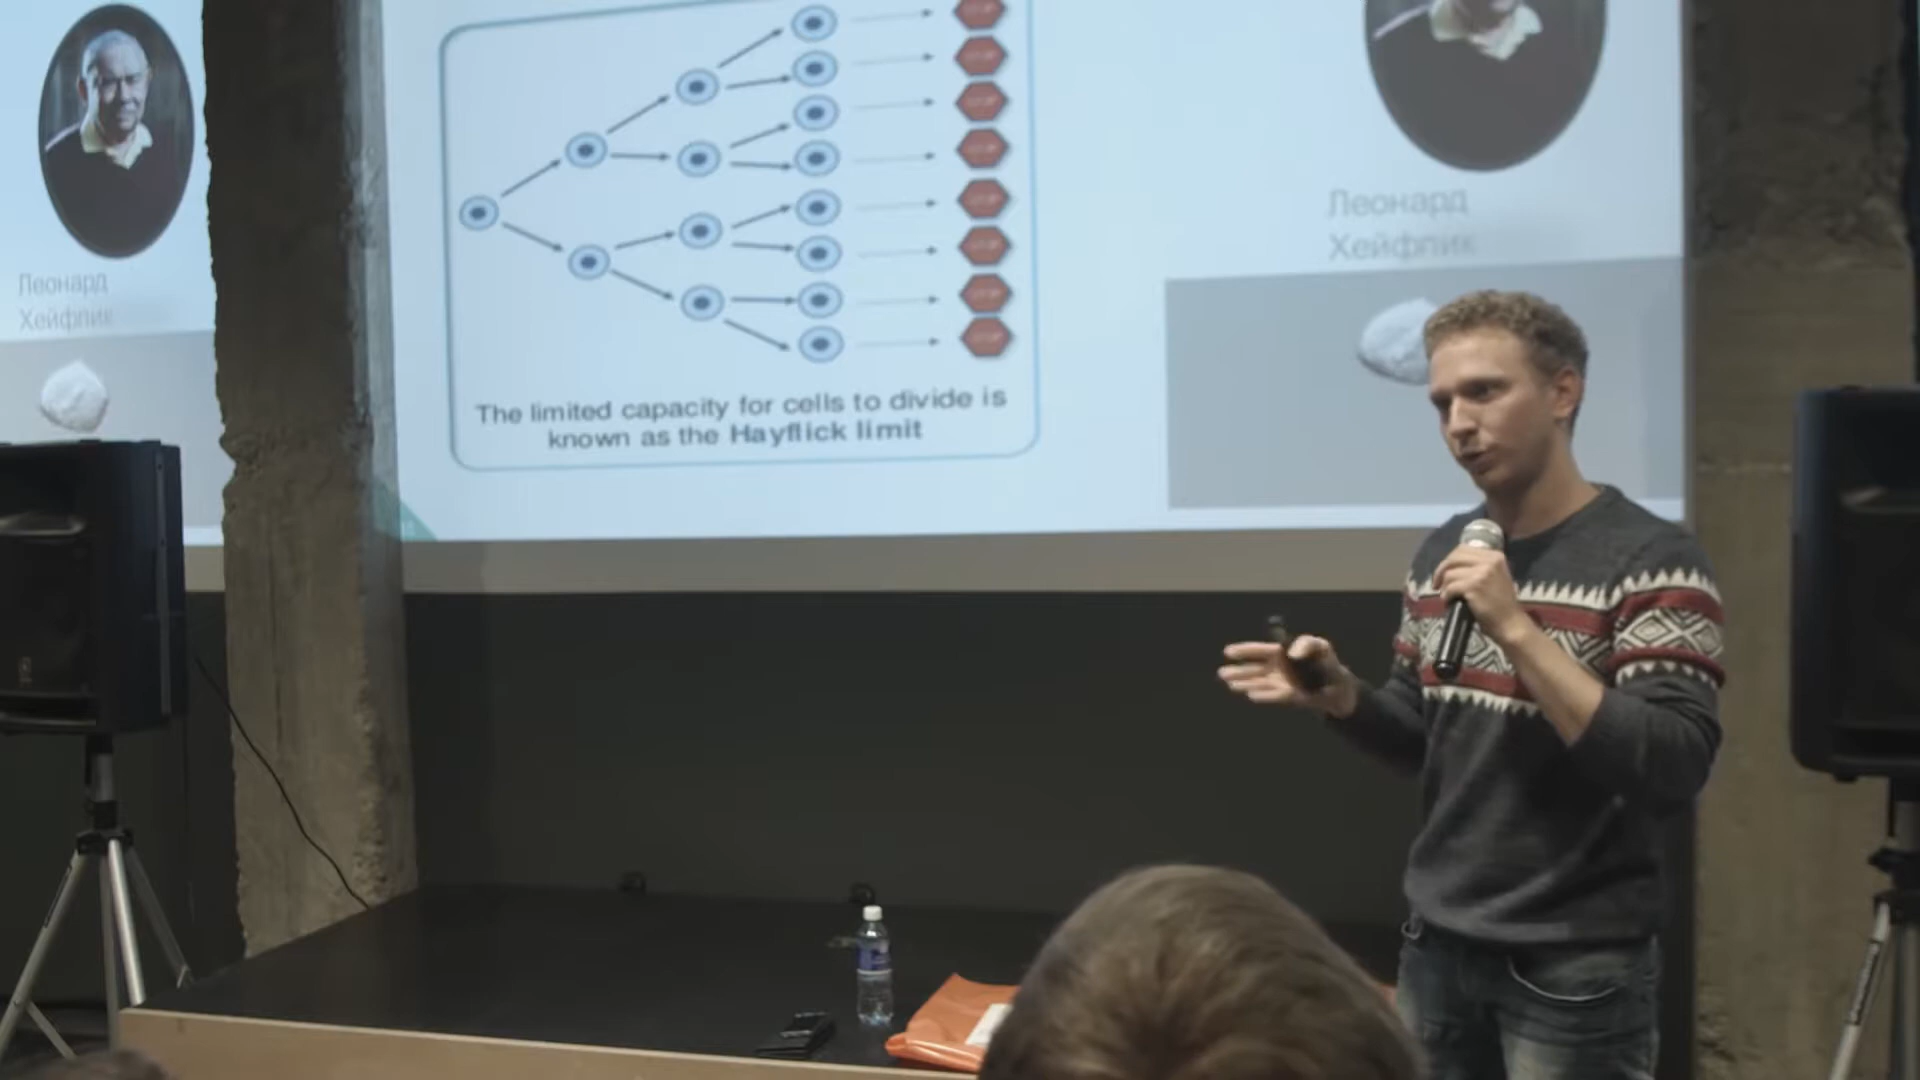 Леонард
Хейфлик
The limited capacity for cells to divide is
known as the Hayflick limit
Леонард
Хейфлик